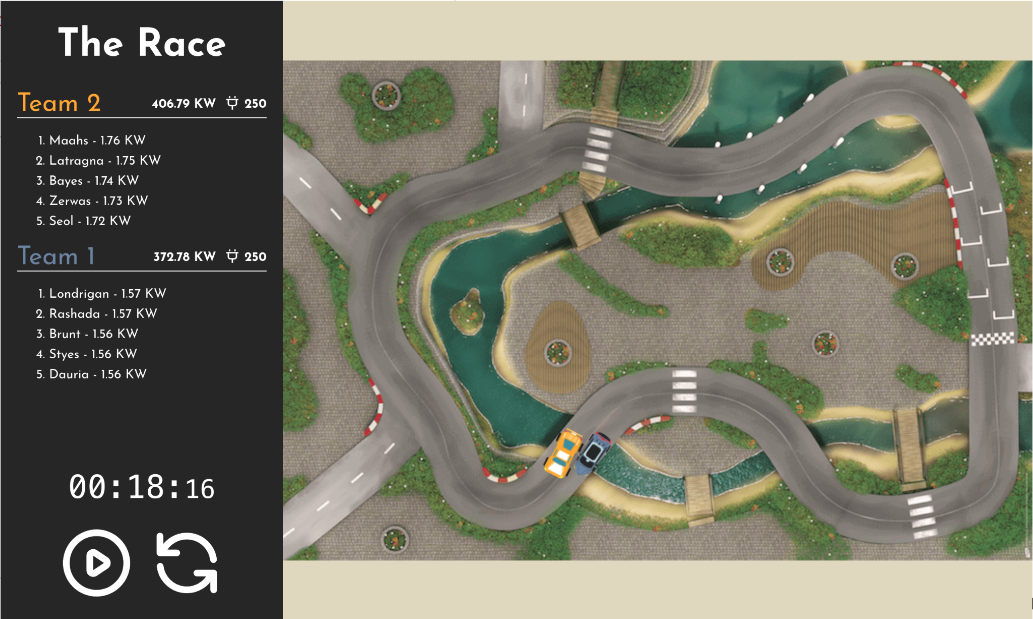 The Race
Team 2 406.79 KW 250
1. Maahs - 1.76 KW
2. Latragna - 1.75 KW
3. Bayes - 1.74 KW
4. Zerwas - 1.73 KW
5. Seol - 1.72 KW
Team 1 372.78 KW 250
1. Londrigan - 1.57 KW
2. Rashada - 1.57 KW
3. Brunt - 1.56 KW
4. Styes - 1.56 KW
5. Dauria - 1.56 KW
00:18:16